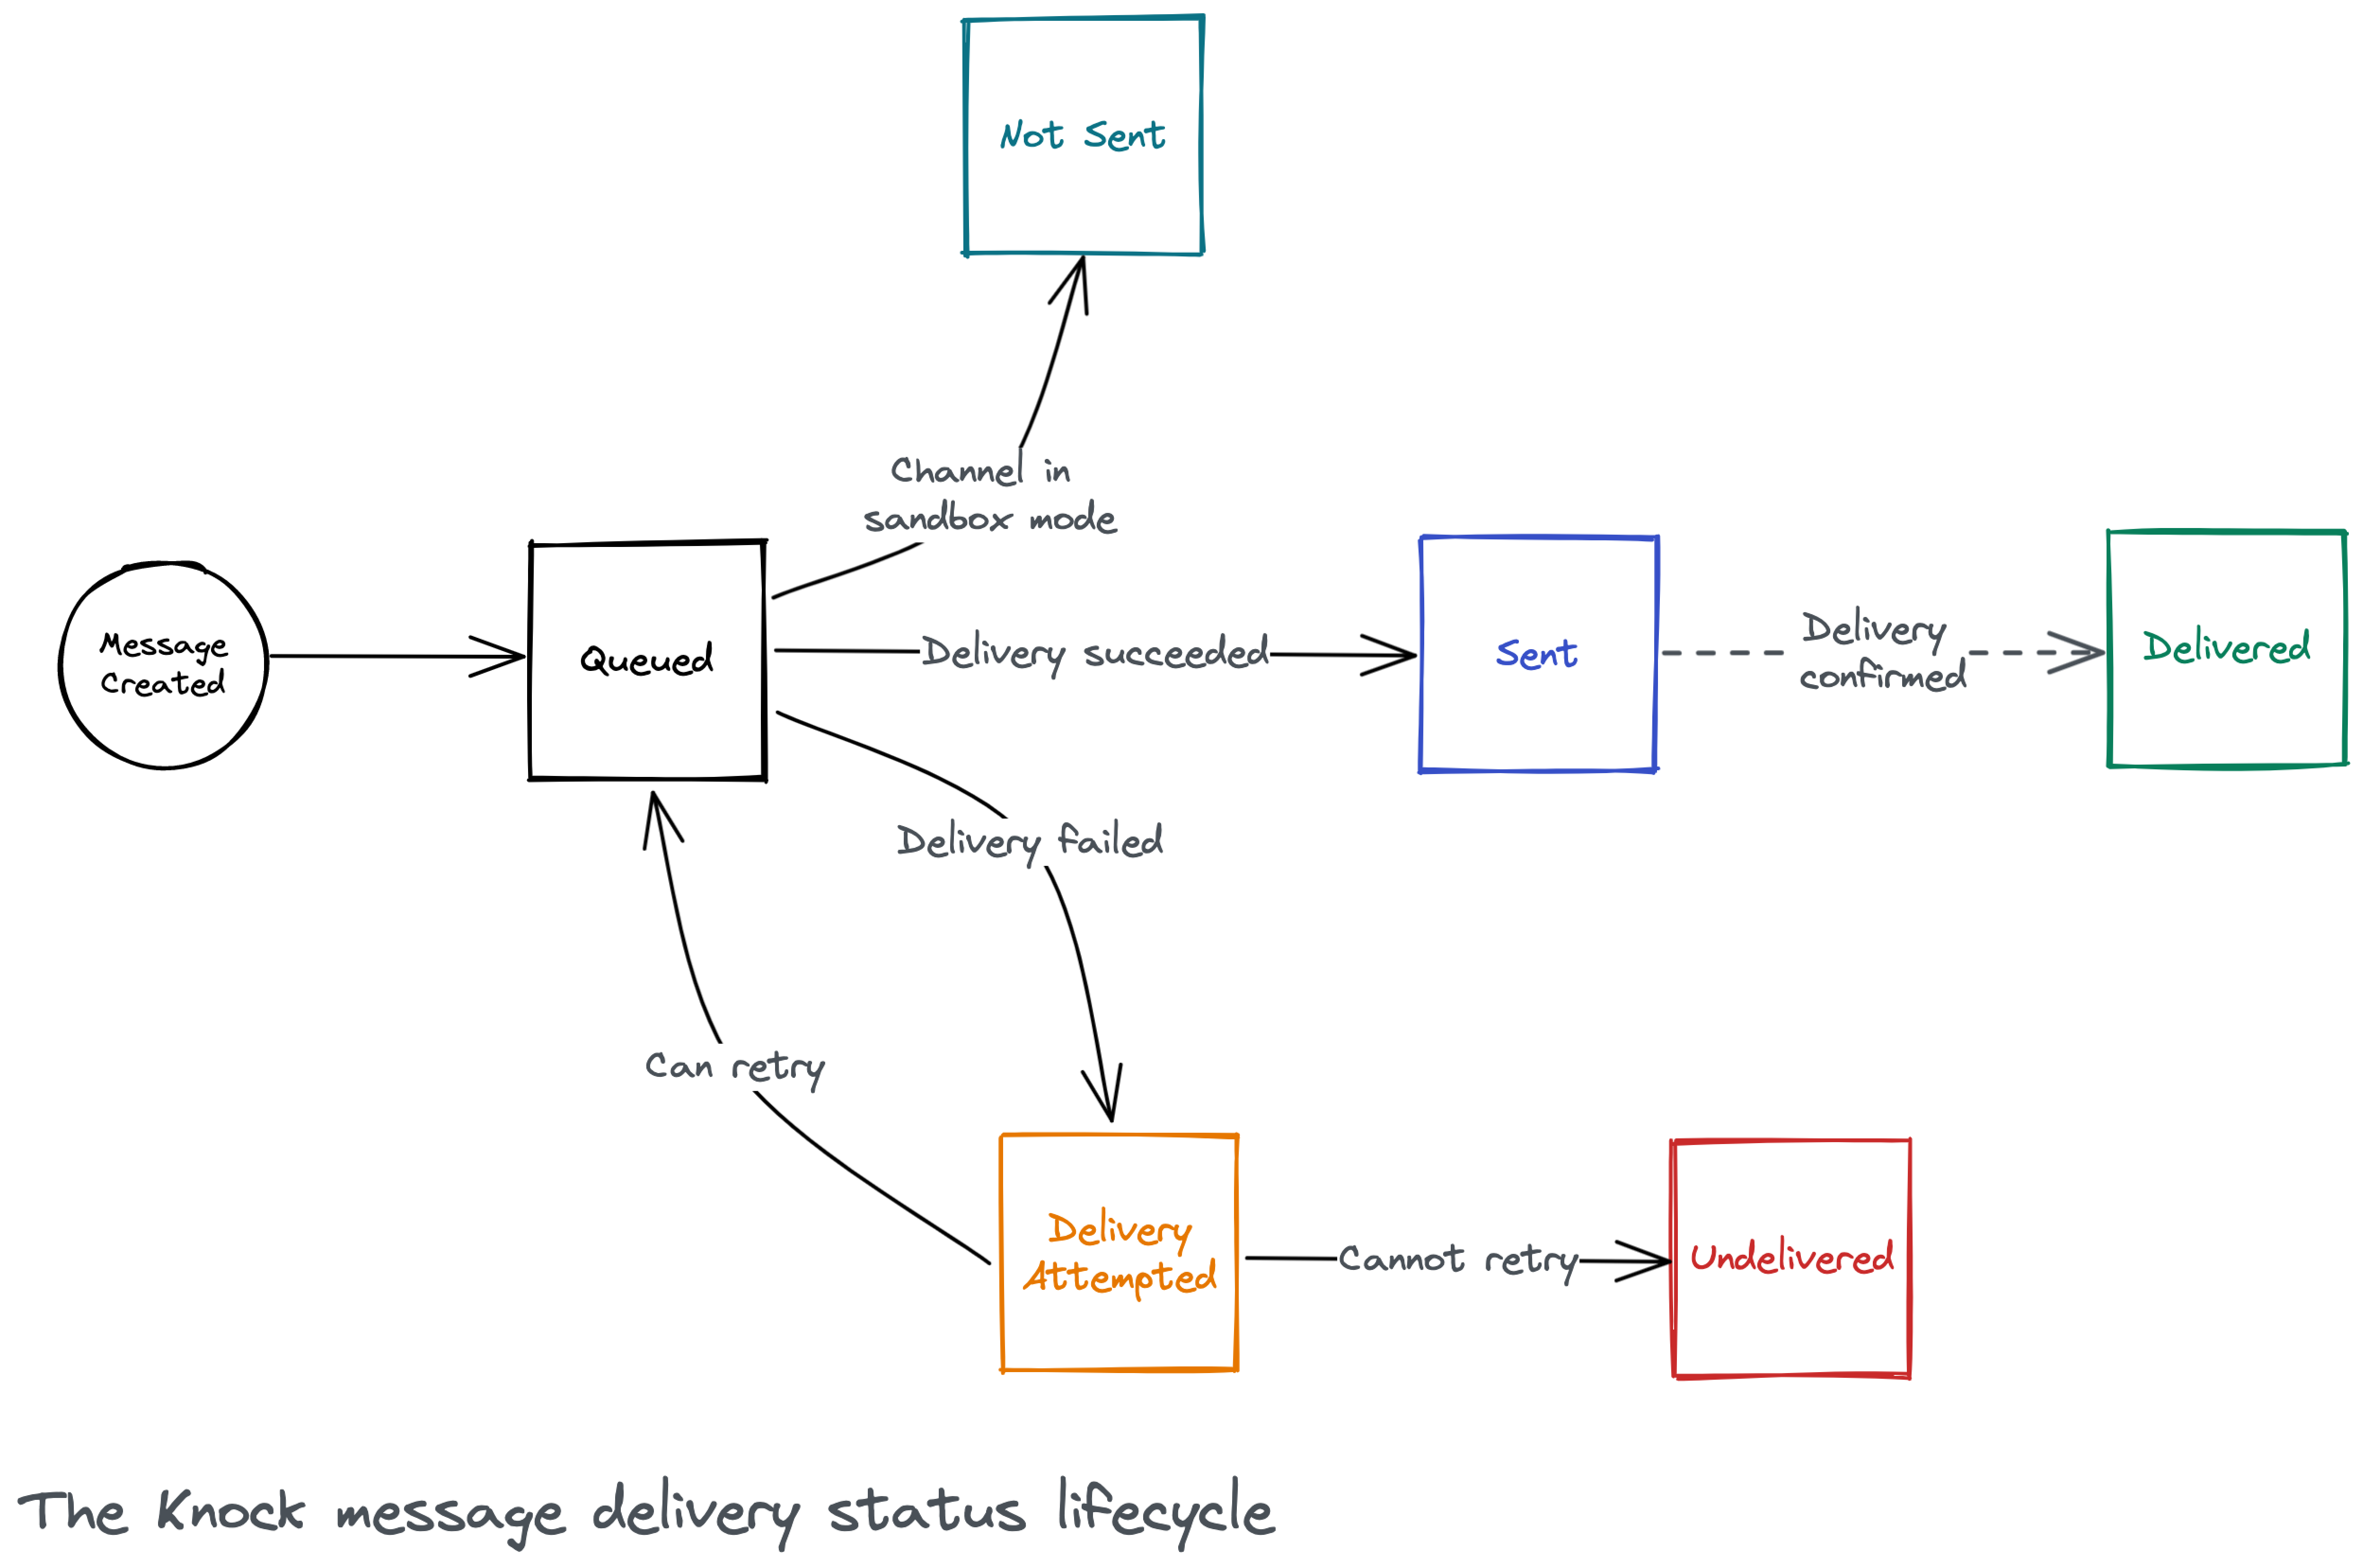 Not Sent
Channel in
sandbox mode
Message
created
Queued
Delivery succeeded
Sent
Delivery
confirmed
Delivered
Delivery failed
Can retry
Delivery
Attempted
Cannot retry
Undelivered
The Knock message delivery status lifecycle